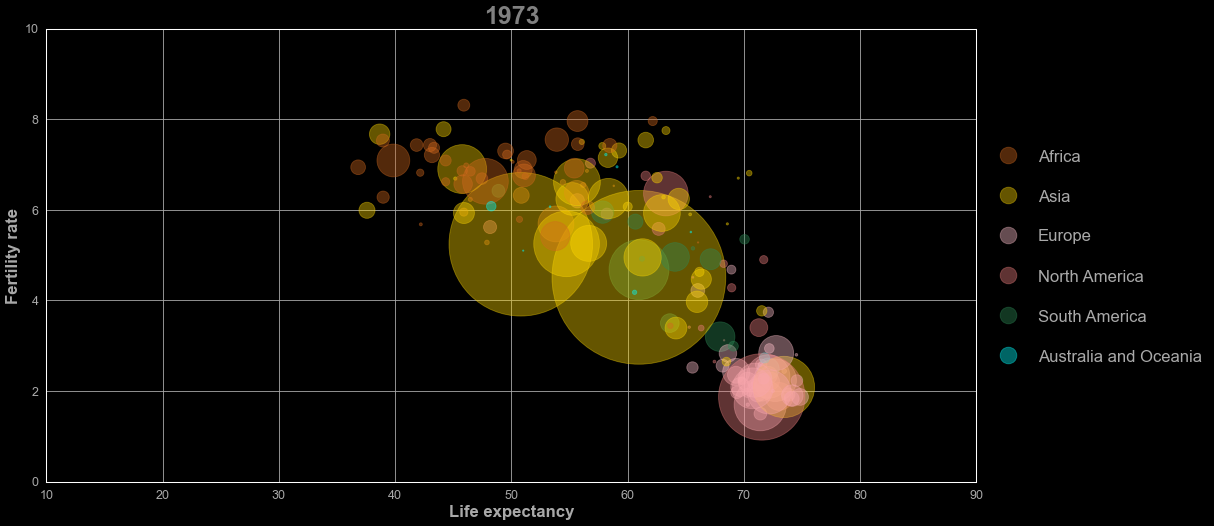 1973
10
8
6
4
2
0
Fertility rate
10 20 30 40 50 60 70 80 90
Life expectancy
Africa
Asia
Europe
North America
South America
Australia and Oceania